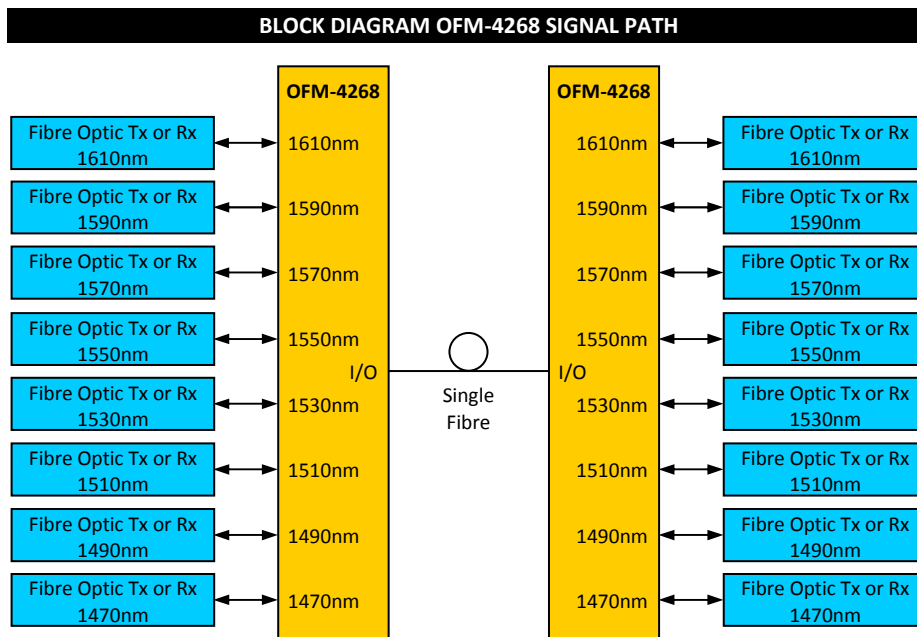 BLOCK DIAGRAM OFM-4268 SIGNAL PATH
OFM-4268
OFM-4268
Fibre Optic Tx or Rx
1610nm
1610nm
1610nm
Fibre Optic Tx or Rx
1610nm
Fibre Optic Tx or Rx
1590nm
1590nm
1590nm
Fibre Optic Tx or Rx
1590nm
Fibre Optic Tx or Rx
1570nm
1570nm
1570nm
Fibre Optic Tx or Rx
1570nm
Fibre Optic Tx or Rx
1550nm
1550nm
1550nm
Fibre Optic Tx or Rx
1550nm
I/O
I/O
Single
Fibre
Fibre Optic Tx or Rx
1530nm
1530nm
1530nm
Fibre Optic Tx or Rx
1530nm
Fibre Optic Tx or Rx
1510nm
1510nm
1510nm
Fibre Optic Tx or Rx
1510nm
Fibre Optic Tx or Rx
1490nm
1490nm
1490nm
Fibre Optic Tx or Rx
1490nm
Fibre Optic Tx or Rx
1470nm
1470nm
1470nm
Fibre Optic Tx or Rx
1470nm